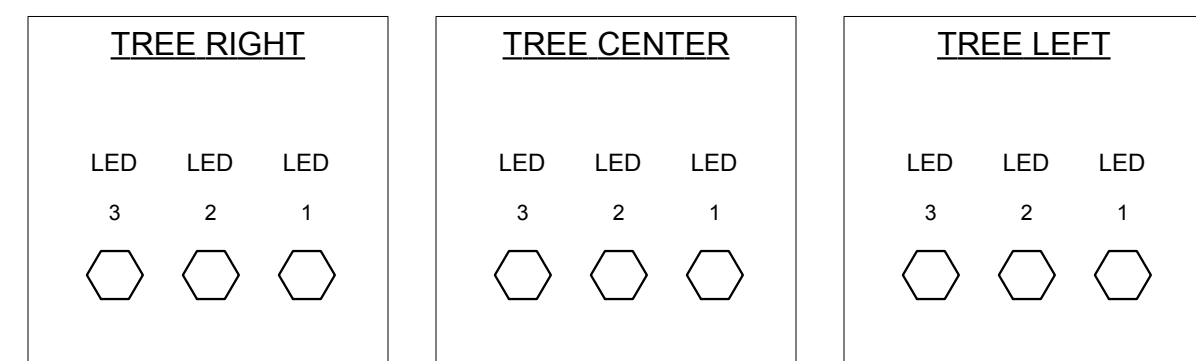 TREE RIGHT
LED LED LED
3 2 1
TREE CENTER
LED LED LED
3 2 1
TREE LEFT
LED LED LED
3 2 1